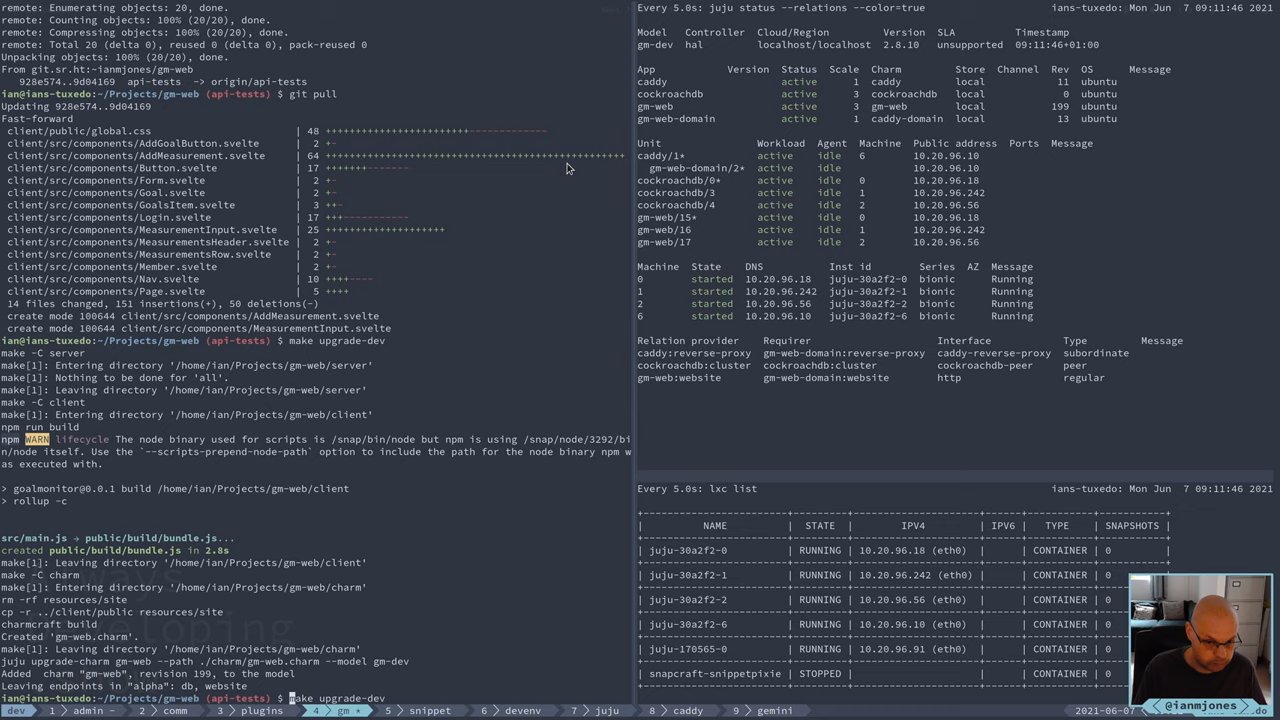 remote: Enumerating objects: 20, done.
remote: Counting objects: 100% (20/20), done.
remote: Compressing objects: 100% (20/20), done.
remote: Total 20 (delta 0), reused 0 (delta 0), pack-reused 0
Unpacking objects: 100% (20/20), done.
From git.sr.ht:~ianmjones/gm-web
   928e574..9d04169  api-tests  -> origin/api-tests
ian@ians-tuxedo:~/Projects/gm-web (api-tests) $ git pull
Updating 928e574..9d04169
Fast-forward
 client/public/global.css | 48 ++++++++++++++++++++++++-------------
 client/src/components/AddGoalButton.svelte | 2 +-
 client/src/components/AddMeasurement.svelte | 64 ++++++++++++++++++++++++++++++++++++++++++++++++++
 client/src/components/Button.svelte | 17 +++++++-------
 client/src/components/Form.svelte | 2 +-
 client/src/components/Goal.svelte | 2 +-
 client/src/components/GoalsItem.svelte | 3 ++-
 client/src/components/Login.svelte | 17 +++-----------
 client/src/components/MeasurementInput.svelte | 25 ++++++++++++++++++++
 client/src/components/MeasurementsHeader.svelte | 2 +-
 client/src/components/MeasurementsRow.svelte | 2 +-
 client/src/components/Member.svelte | 2 +-
 client/src/components/Nav.svelte | 10 ++++----
 client/src/components/Page.svelte | 5 ++++
 14 files changed, 151 insertions(+), 50 deletions(-)
 create mode 100644 client/src/components/AddMeasurement.svelte
 create mode 100644 client/src/components/MeasurementInput.svelte
ian@ians-tuxedo:~/Projects/gm-web (api-tests) $ make upgrade-dev
make -C server
make[1]: Entering directory '/home/ian/Projects/gm-web/server'
make[1]: Nothing to be done for 'all'.
make[1]: Leaving directory '/home/ian/Projects/gm-web/server'
make -C client
make[1]: Entering directory '/home/ian/Projects/gm-web/client'
npm run build
npm WARN lifecycle The node binary used for scripts is /snap/bin/node but npm is using /snap/node/3292/bi
n/node itself. Use the `--scripts-prepend-node-path` option to include the path for the node binary npm w
as executed with.
> goalmonitor@0.0.1 build /home/ian/Projects/gm-web/client
> rollup -c
src/main.js → public/build/bundle.js...
created public/build/bundle.js in 2.8s
make[1]: Leaving directory '/home/ian/Projects/gm-web/client'
make -C charm
make[1]: Entering directory '/home/ian/Projects/gm-web/charm'
rm -rf resources/site
cp -r ../client/public resources/site
charmcraft build
Created 'gm-web.charm'.
make[1]: Leaving directory '/home/ian/Projects/gm-web/charm'
juju upgrade-charm gm-web --path ./charm/gm-web.charm --model gm-dev
Added  charm "gm-web", revision 199, to the model
Leaving endpoints in "alpha": db, website
ian@ians-tuxedo:~/Projects/gm-web (api-tests) $ make upgrade-dev
Every 5.0s: juju status --relations --color=true ians-tuxedo: Mon Jun  7 09:11:46 2021
Model Controller Cloud/Region Version SLA Timestamp
gm-dev hal localhost/localhost 2.8.10 unsupported 09:11:46+01:00
App Version Status Scale Charm Store Channel Rev OS Message
caddy active 1 caddy local 11 ubuntu
cockroachdb active 3 cockroachdb local 0 ubuntu
gm-web active 3 gm-web local 199 ubuntu
gm-web-domain active 1 caddy-domain local 13 ubuntu
Unit Workload Agent Machine Public address Ports Message
caddy/1* active idle 6 10.20.96.10
gm-web-domain/2* active idle 10.20.96.10
cockroachdb/0* active idle 0 10.20.96.18
cockroachdb/3 active idle 1 10.20.96.242
cockroachdb/4 active idle 2 10.20.96.56
gm-web/15* active idle 0 10.20.96.18
gm-web/16 active idle 1 10.20.96.242
gm-web/17 active idle 2 10.20.96.56
Machine State DNS Inst id Series AZ Message
0 started 10.20.96.18 juju-30a2f2-0 bionic Running
1 started 10.20.96.242 juju-30a2f2-1 bionic Running
2 started 10.20.96.56 juju-30a2f2-2 bionic Running
6 started 10.20.96.10 juju-30a2f2-6 bionic Running
Relation provider Requirer Interface Type Message
caddy:reverse-proxy gm-web-domain:reverse-proxy caddy-reverse-proxy subordinate
cockroachdb:cluster cockroachdb:cluster cockroachdb-peer peer
gm-web:website gm-web-domain:website http regular
Every 5.0s: lxc list ians-tuxedo: Mon Jun  7 09:11:46 2021
| NAME | STATE | IPV4 | IPV6 | TYPE | SNAPSHOTS |
| juju-30a2f2-0 | RUNNING | 10.20.96.18 (eth0) | | CONTAINER | 0 |
| juju-30a2f2-1 | RUNNING | 10.20.96.242 (eth0) | | CONTAINER | 0
| juju-30a2f2-2 | RUNNING | 10.20.96.56 (eth0) | | CONTAINER | 0
| juju-30a2f2-6 | RUNNING | 10.20.96.10 (eth0) | | CONTAINER | 0
| juju-170565-0 | RUNNING | 10.20.96.91 (eth0) | | CONTAINER | 0
| snapcraft-snippetpixie | STOPPED | | | CONTAINER | 0
dev 1 admin - 2 comm 3 plugins 4 gm * 5 snippet 6 devenv 7 juju 8 caddy 9 gemini 2021-06-07
@ianmjones